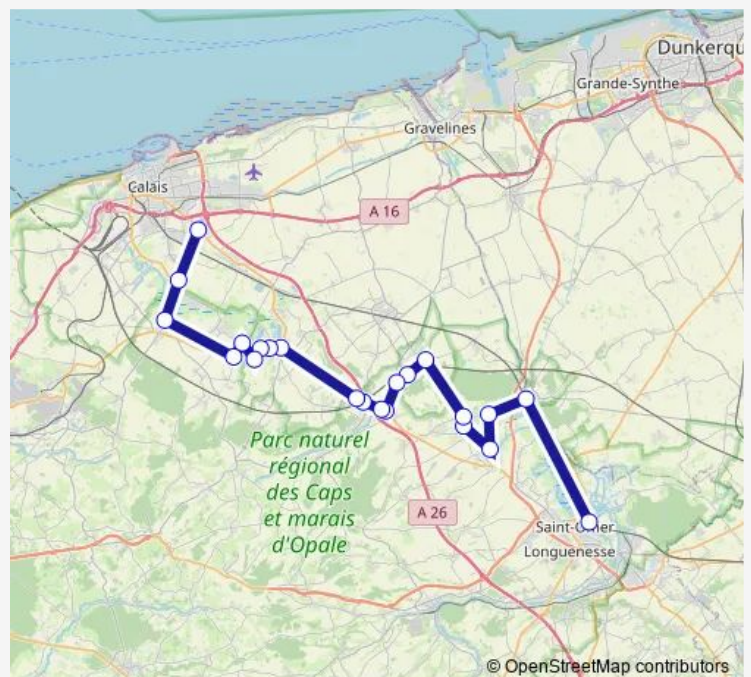 Dunkerqu
Grande-Synthe
Gravelines
Calais
A 16
Parc naturel
régional
des Caps
et marais
d'Opale
A 26
Saint-Omer
Longuenesse
© OpenStreetMap contributors